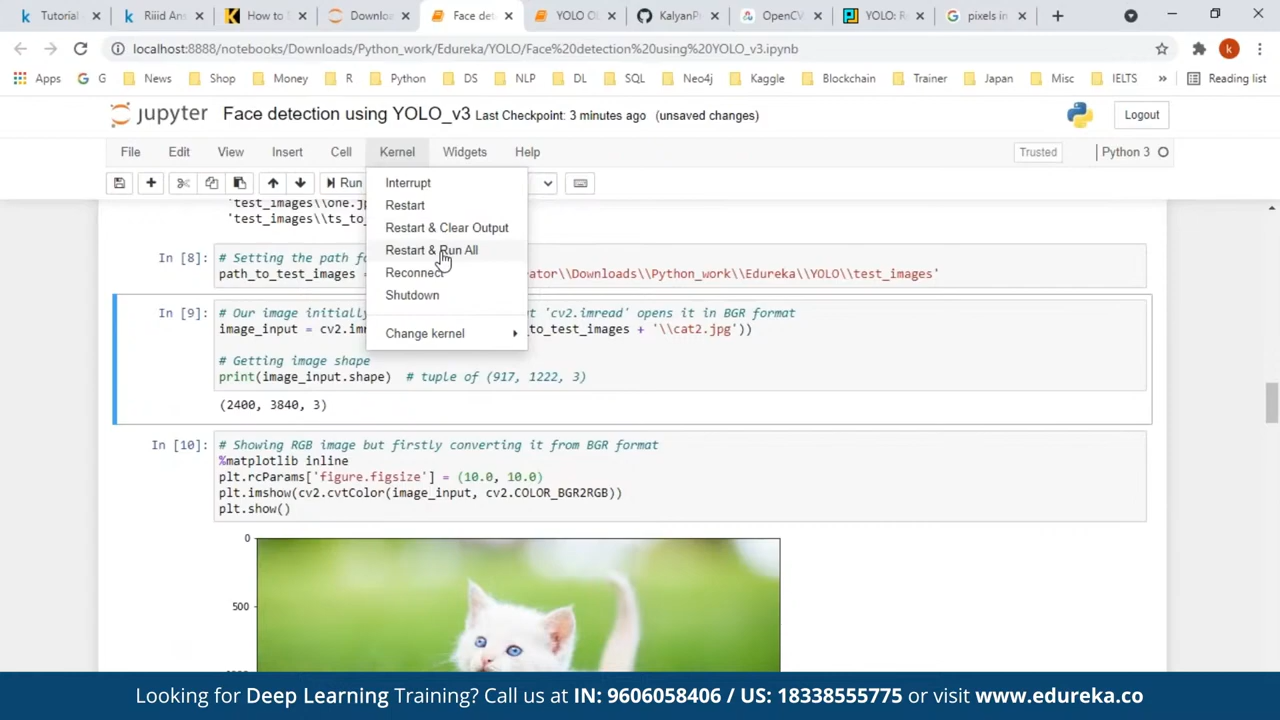 Tutorial
Riiid Ans
How to E
Downloa
Face det
YOLO O
KalyanPr
OpenCV
YOLO: R
pixels in
localhost:8888/notebooks/Downloads/Python_work/Edureka/YOLO/Face%20detection%20using%20YOLO_v3.ipynb
k
Apps G News Shop Money R Python DS NLP DL SQL Neo4j Kaggle Blockchain Trainer Japan Misc IELTS » Reading list
jupyter Face detection using YOLO_v3 Last Checkpoint: 3 minutes ago (unsaved changes) Logout
File Edit View Insert Cell Kernel Widgets Help Trusted Python 3
Run
Interrupt
Restart
Restart & Clear Output
Restart & Run All
Reconnect
Shutdown
Change kernel
'test_images\\one.j
'test_images\\ts_to_
In [8]: # Setting the path fo
path_to_test_images = ator\\Downloads\\Python_work\\Edureka\\YOLO\\test_images'
In [9]: # Our image initially t 'cv2.imread' opens it in BGR format
image_input = cv2.imr _to_test_images + '\\cat2.jpg'))
# Getting image shape
print(image_input.shape) # tuple of (917, 1222, 3)
(2400, 3840, 3)
In [10]: # Showing RGB image but firstly converting it from BGR format
%matplotlib inline
plt.rcParams['figure.figsize'] = (10.0, 10.0)
plt.imshow(cv2.cvtColor(image_input, cv2.COLOR_BGR2RGB))
plt.show()
0
500
Looking for Deep Learning Training? Call us at IN: 9606058406 / US: 18338555775 or visit www.edureka.co